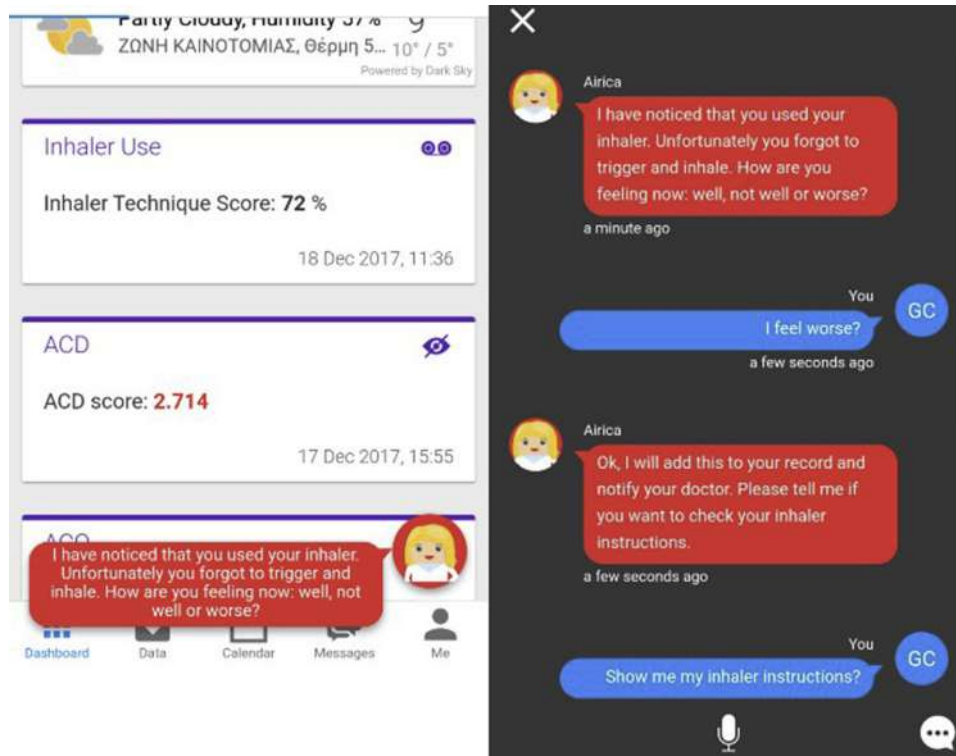 Partly Cloudy, Humidity 57%
9°
ΖΩΝΗ ΚΑΙΝΟΤΟΜΙΑΣ, Θέρμη 5... 10° / 5°
Powered by Dark Sky
Inhaler Use
Inhaler Technique Score: 72 %
18 Dec 2017, 11:36
ACD
ACD score: 2.714
17 Dec 2017, 15:55
I have noticed that you used your inhaler.
Unfortunately you forgot to trigger and
inhale. How are you feeling now: well, not
well or worse?
Dashboard
Data
Calendar
Messages
Me
Airica
I have noticed that you used your
inhaler. Unfortunately you forgot to
trigger and inhale. How are you
feeling now: well, not well or worse?
a minute ago
You
GC
I feel worse?
a few seconds ago
Airica
Ok, I will add this to your record and
notify your doctor. Please tell me if
you want to check your inhaler
instructions.
a few seconds ago
You
GC
Show me my inhaler instructions?